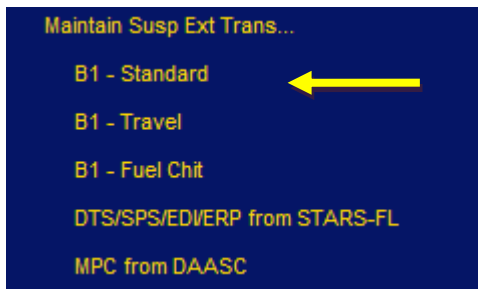 Maintain Susp Ext Trans...
B1 - Standard
B1 - Travel
B1 - Fuel Chit
DTS/SPS/EDI/ERP from STARS-FL
MPC from DAASC